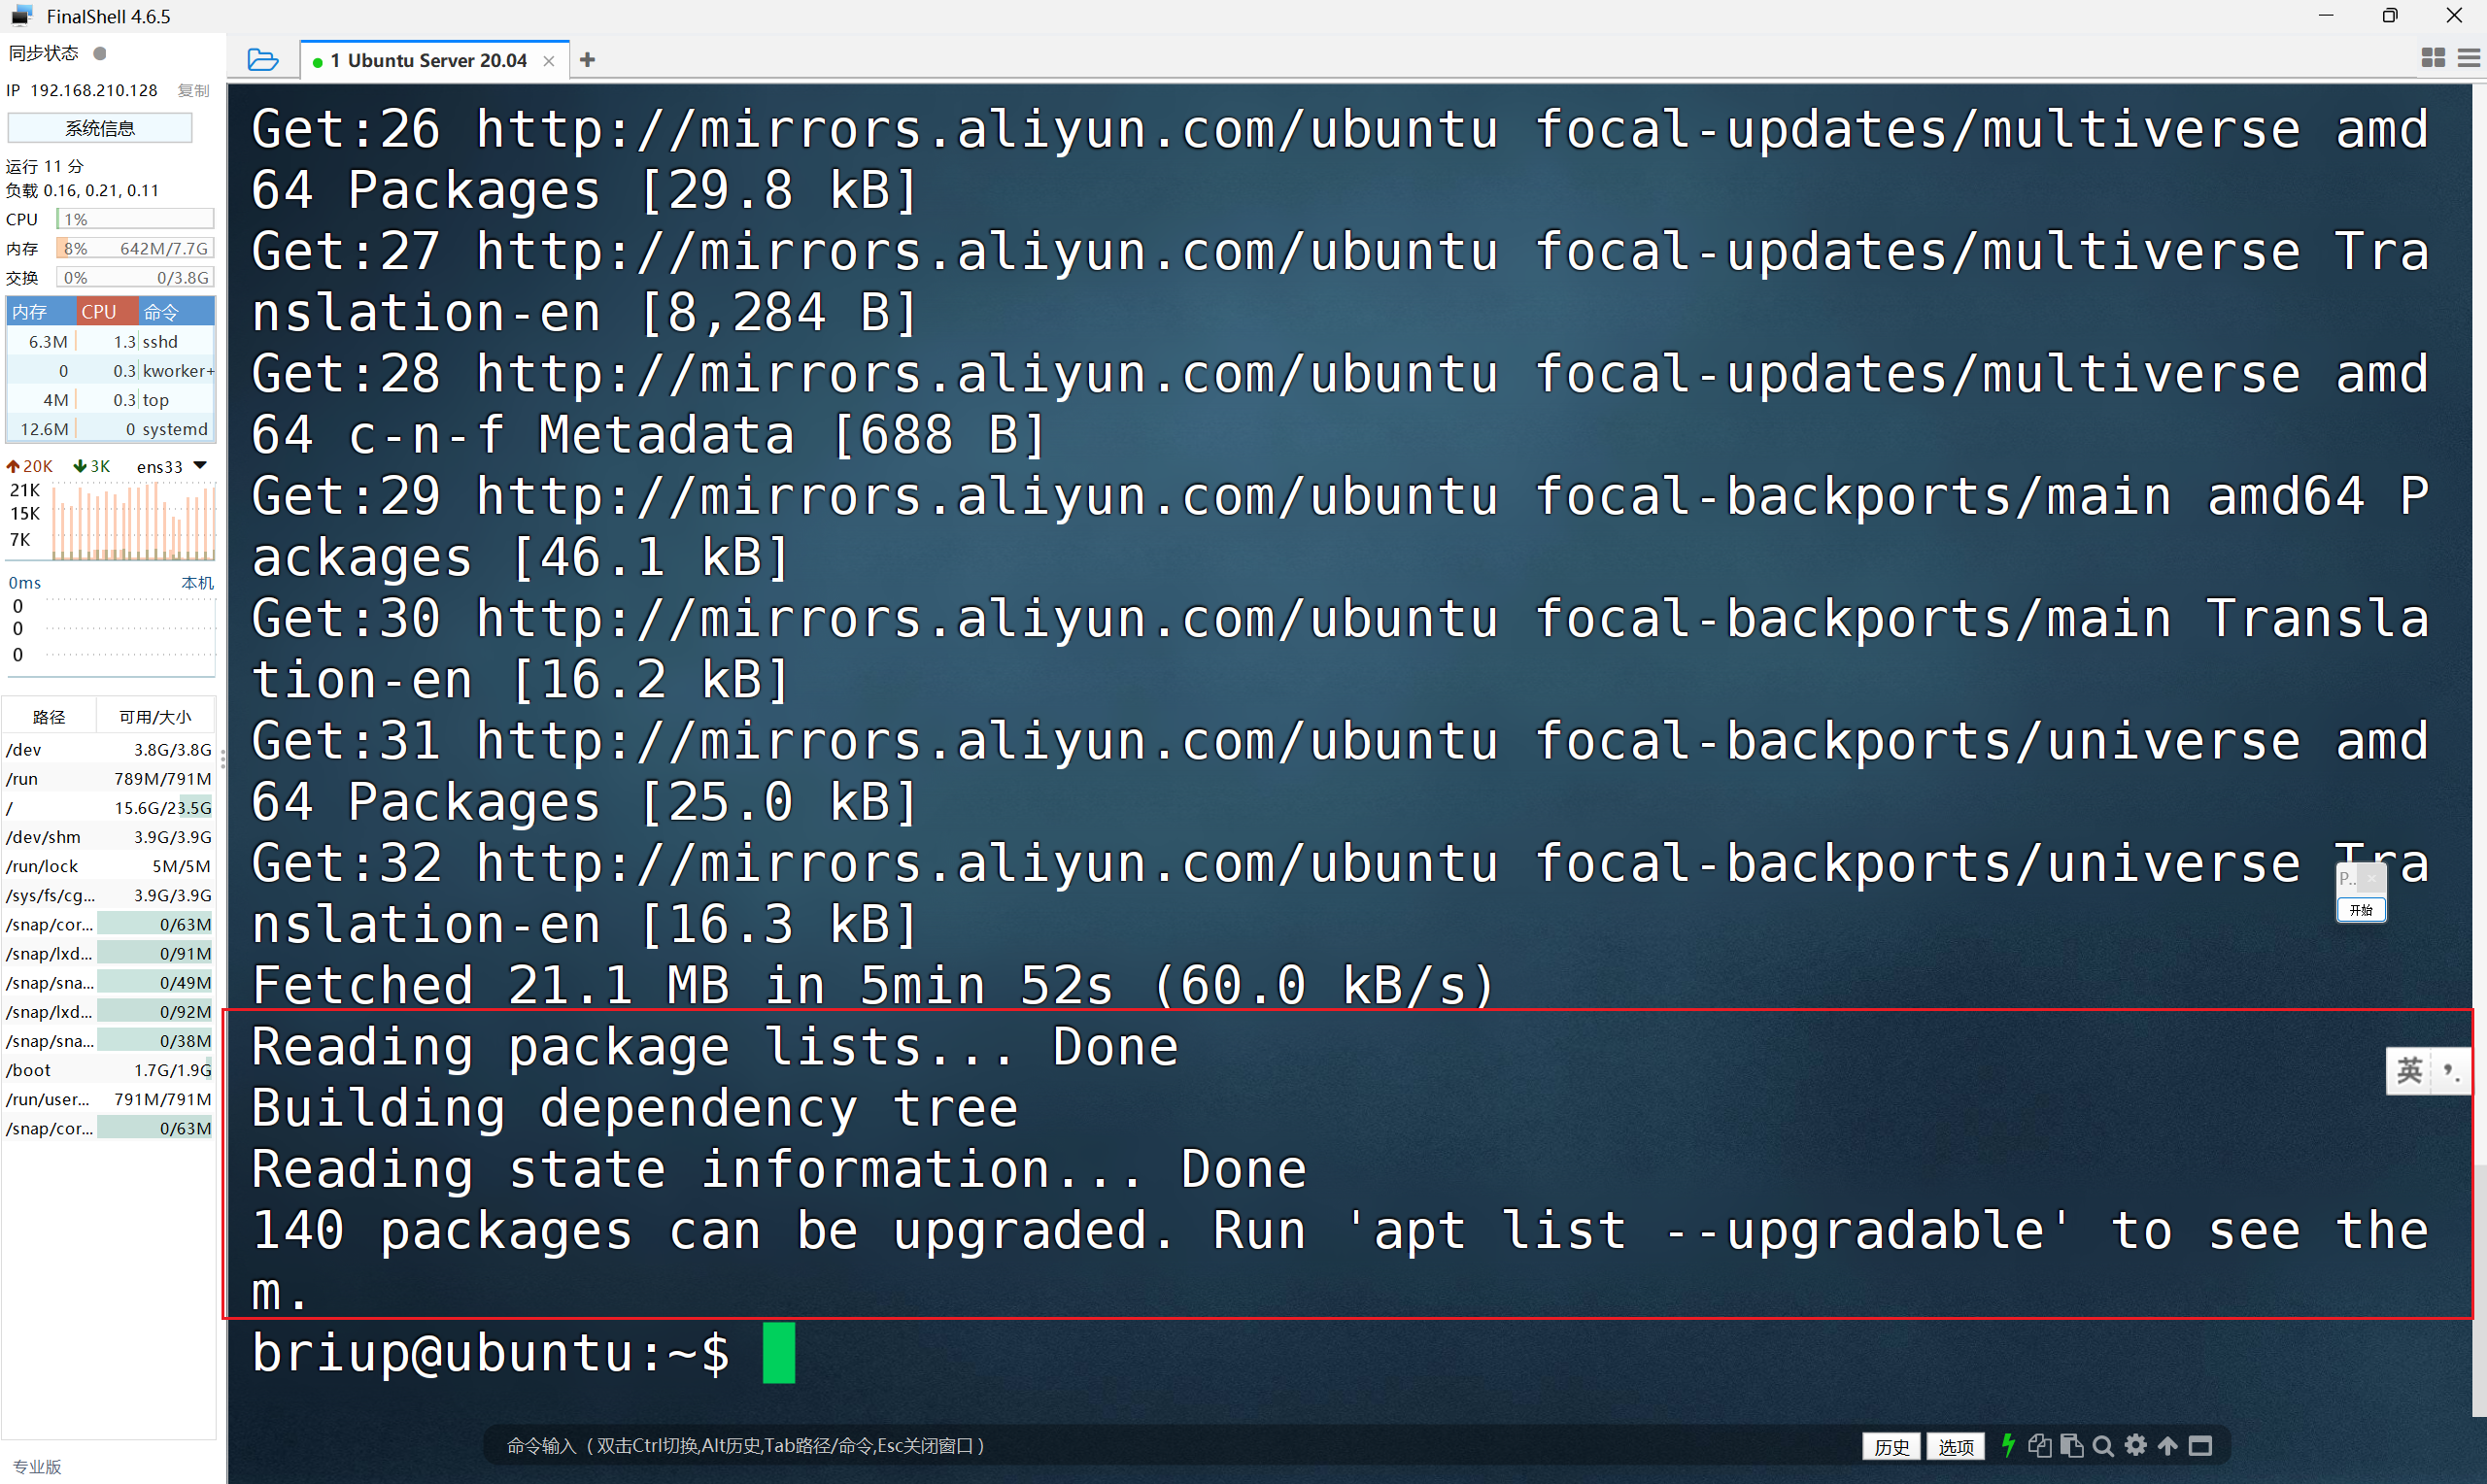 FinalShell 4.6.5
同步状态
IP 192.168.210.128 复制
系统信息
运行 11 分
负载 0.16, 0.21, 0.11
CPU 1%
内存 8% 642M/7.7G
交换 0% 0/3.8G
内存 CPU 命令
6.3M 1.3 sshd
0 0.3 kworker+
4M 0.3 top
12.6M 0 systemd
20K 3K ens33
21K
15K
7K
0ms 本机
0
0
0
路径 可用/大小
/dev 3.8G/3.8G
/run 789M/791M
/ 15.6G/23.5G
/dev/shm 3.9G/3.9G
/run/lock 5M/5M
/sys/fs/cg... 3.9G/3.9G
/snap/cor... 0/63M
/snap/lxd... 0/91M
/snap/sna... 0/49M
/snap/lxd... 0/92M
/snap/sna... 0/38M
/boot 1.7G/1.9G
/run/user... 791M/791M
/snap/cor... 0/63M
专业版
1 Ubuntu Server 20.04
Get:26 http://mirrors.aliyun.com/ubuntu focal-updates/multiverse amd
64 Packages [29.8 kB]
Get:27 http://mirrors.aliyun.com/ubuntu focal-updates/multiverse Tra
nslation-en [8,284 B]
Get:28 http://mirrors.aliyun.com/ubuntu focal-updates/multiverse amd
64 c-n-f Metadata [688 B]
Get:29 http://mirrors.aliyun.com/ubuntu focal-backports/main amd64 P
ackages [46.1 kB]
Get:30 http://mirrors.aliyun.com/ubuntu focal-backports/main Transla
tion-en [16.2 kB]
Get:31 http://mirrors.aliyun.com/ubuntu focal-backports/universe amd
64 Packages [25.0 kB]
Get:32 http://mirrors.aliyun.com/ubuntu focal-backports/universe Tra
nslation-en [16.3 kB]
Fetched 21.1 MB in 5min 52s (60.0 kB/s)
Reading package lists... Done
Building dependency tree
Reading state information... Done
140 packages can be upgraded. Run 'apt list --upgradable' to see the
m.
briup@ubuntu:~$
P...
开始
英 ，.
命令输入 ( 双击Ctrl切换,Alt历史,Tab路径/命令,Esc关闭窗口 )
历史 选项